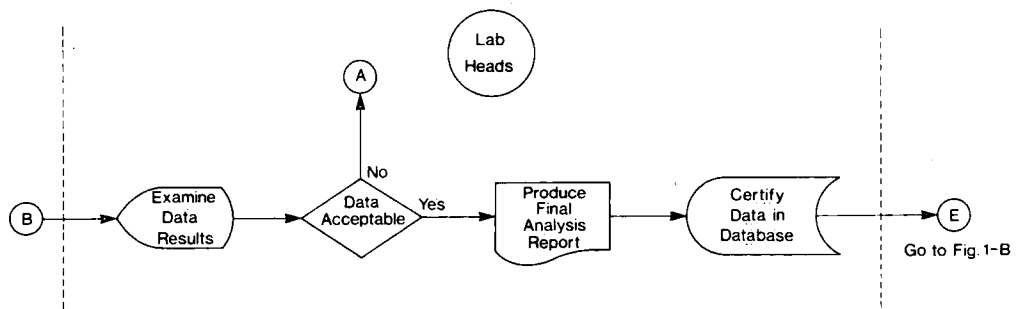 Lab
Heads
A
No
B
Examine
Data
Results
Data
Acceptable
Yes
Produce
Final
Analysis
Report
Certify
Data in
Database
E
Go to Fig. 1-B